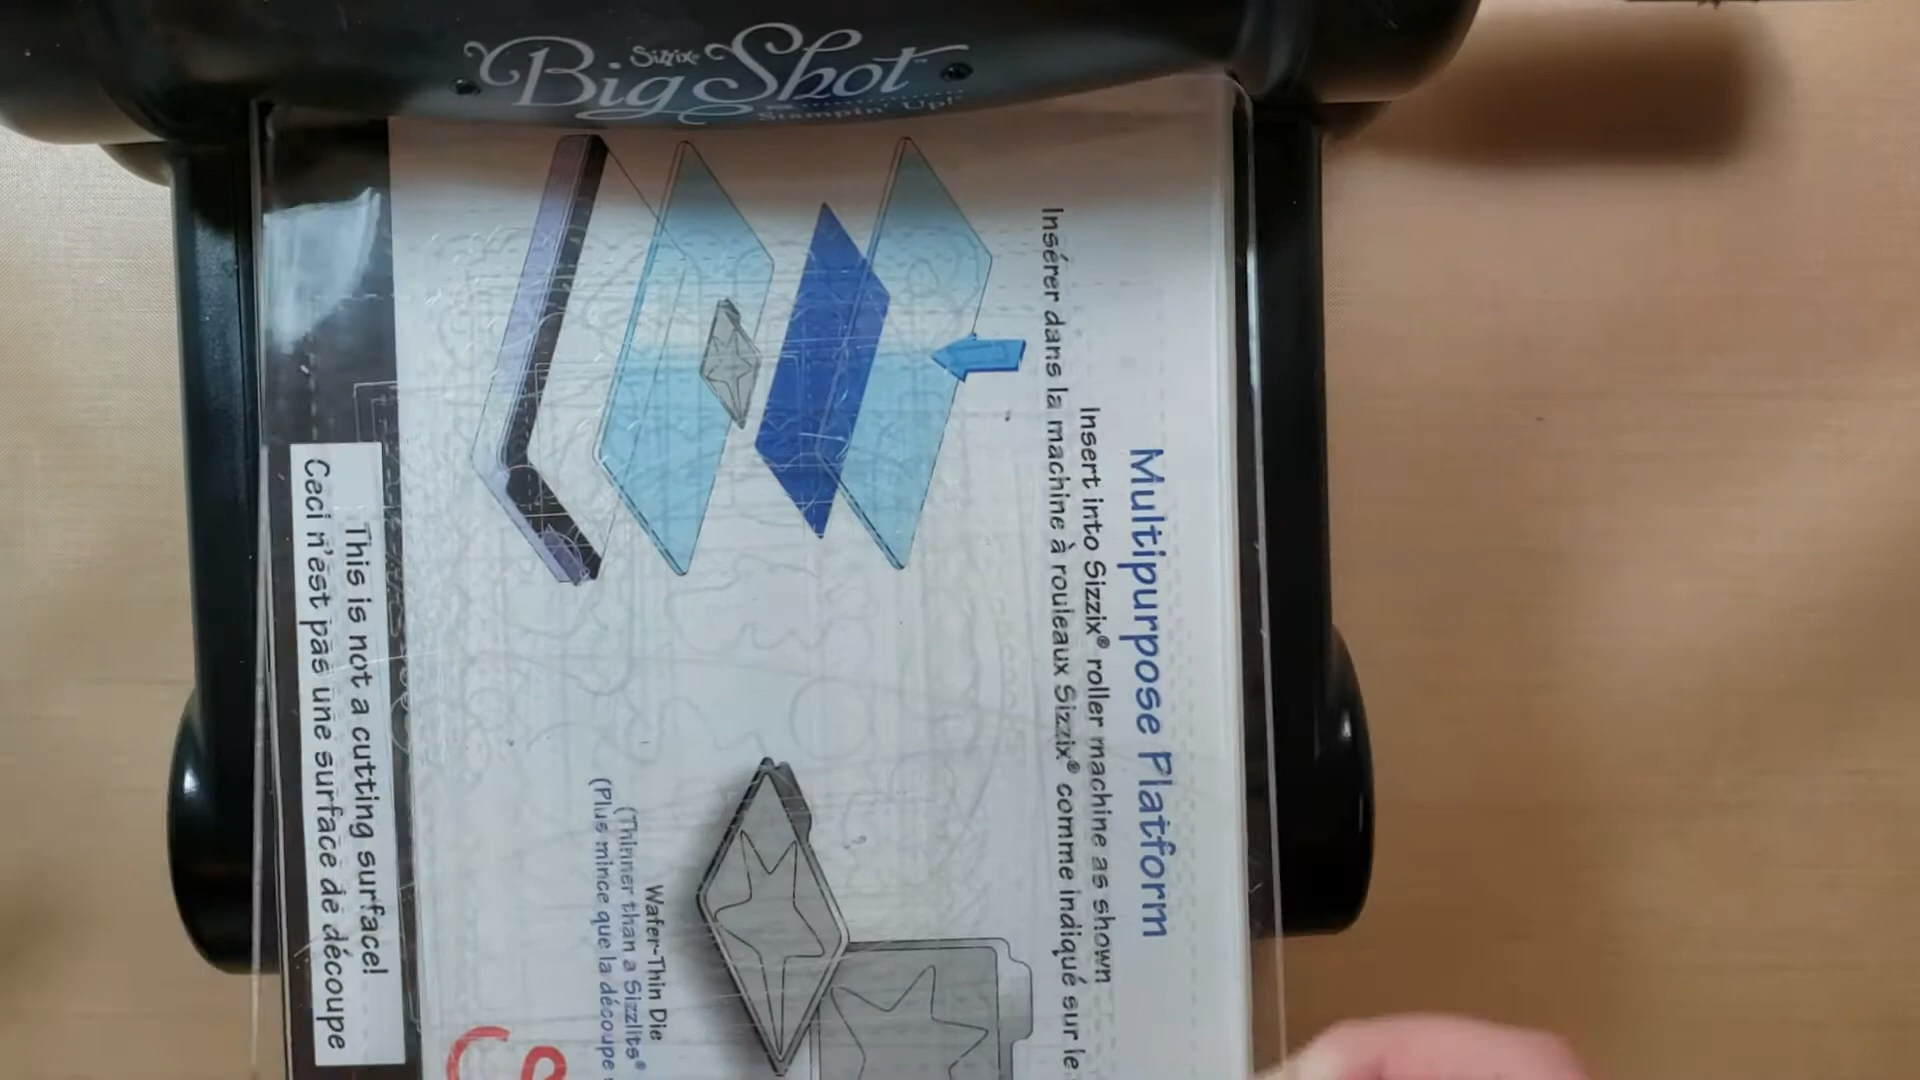 Sizzix
Big Shot™
Stampin' Up!®
Multipurpose Platform
Insert into Sizzix® roller machine as shown
Insérer dans la machine à rouleaux Sizzix® comme indiqué sur le
Wafer-Thin Die
(Thinner than a Sizzlits®
(Plus mince que la découpe
This is not a cutting surface!
Ceci n'est pas une surface de découpe